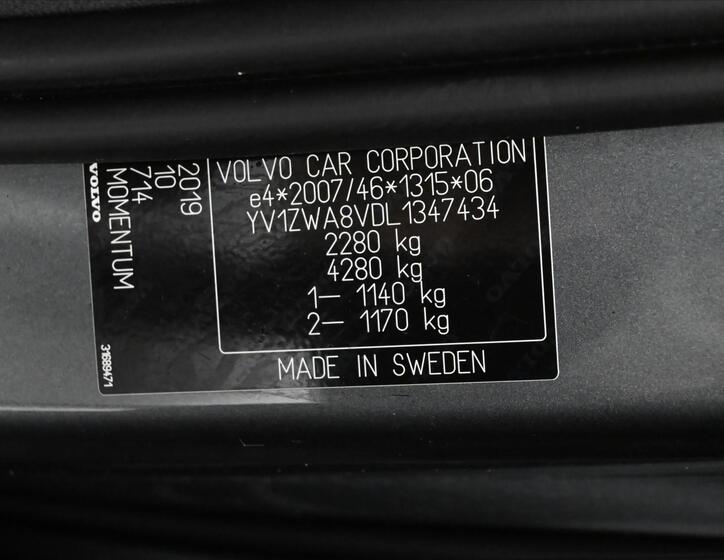 VOLVO CAR CORPORATION
e4*2007/46*1315*06
YV1ZWA8VDL1347434
2280 kg
4280 kg
1– 1140 kg
2– 1170 kg
MADE IN SWEDEN
2019
10
714
MOMENTUM
VOLVO
31689471